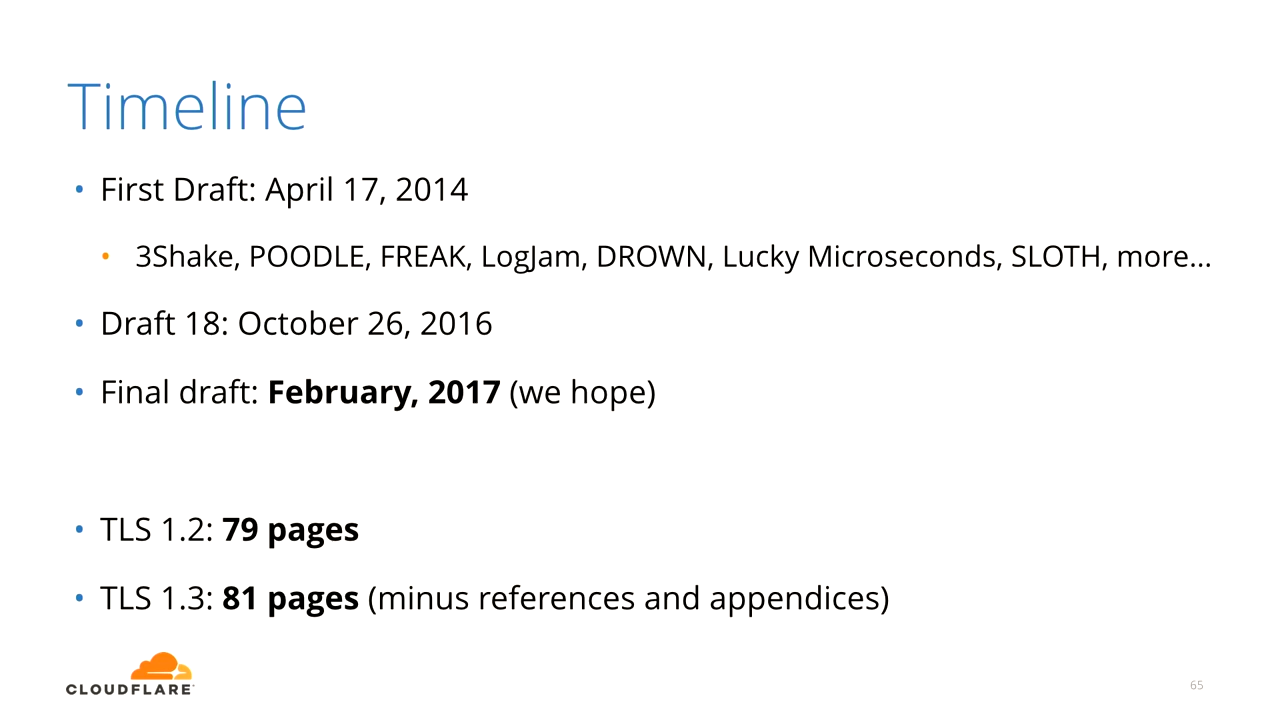 Timeline
• First Draft: April 17, 2014
• 3Shake, POODLE, FREAK, LogJam, DROWN, Lucky Microseconds, SLOTH, more...
• Draft 18: October 26, 2016
• Final draft: February, 2017 (we hope)
• TLS 1.2: 79 pages
• TLS 1.3: 81 pages (minus references and appendices)
CLOUDFLARE
65